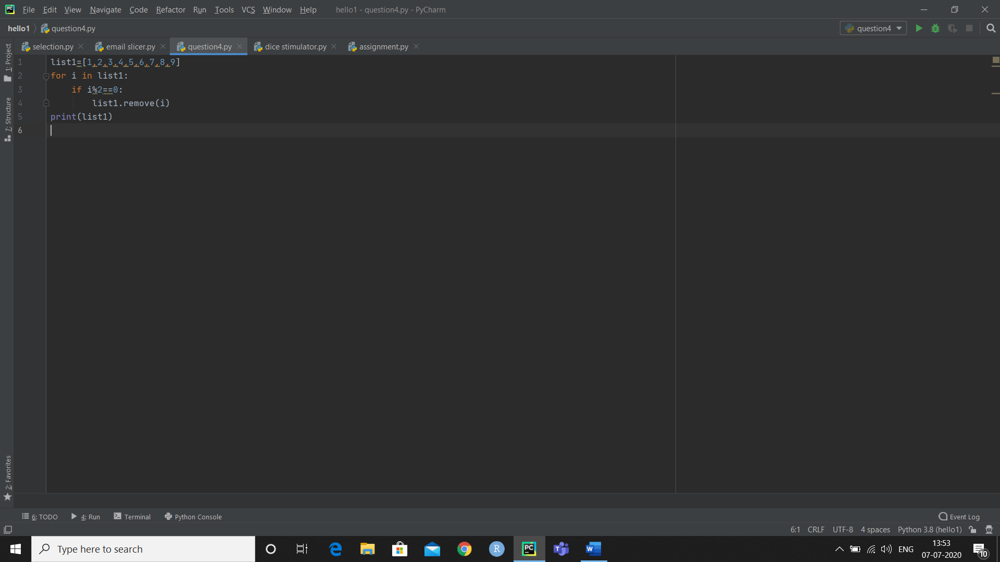 PC File Edit View Navigate Code Refactor Run Tools VCS Window Help hello1 - question4.py - PyCharm
hello1 question4.py question4
selection.py email slicer.py question4.py dice stimulator.py assignment.py
1: Project
7: Structure
2: Favorites
1 list1=[1,2,3,4,5,6,7,8,9]
2 for i in list1:
3     if i%2==0:
4         list1.remove(i)
5 print(list1)
6
6: TODO 4: Run Terminal Python Console Event Log
6:1 CRLF UTF-8 4 spaces Python 3.8 (hello1)
Type here to search R PC T W ENG 13:53
07-07-2020 10